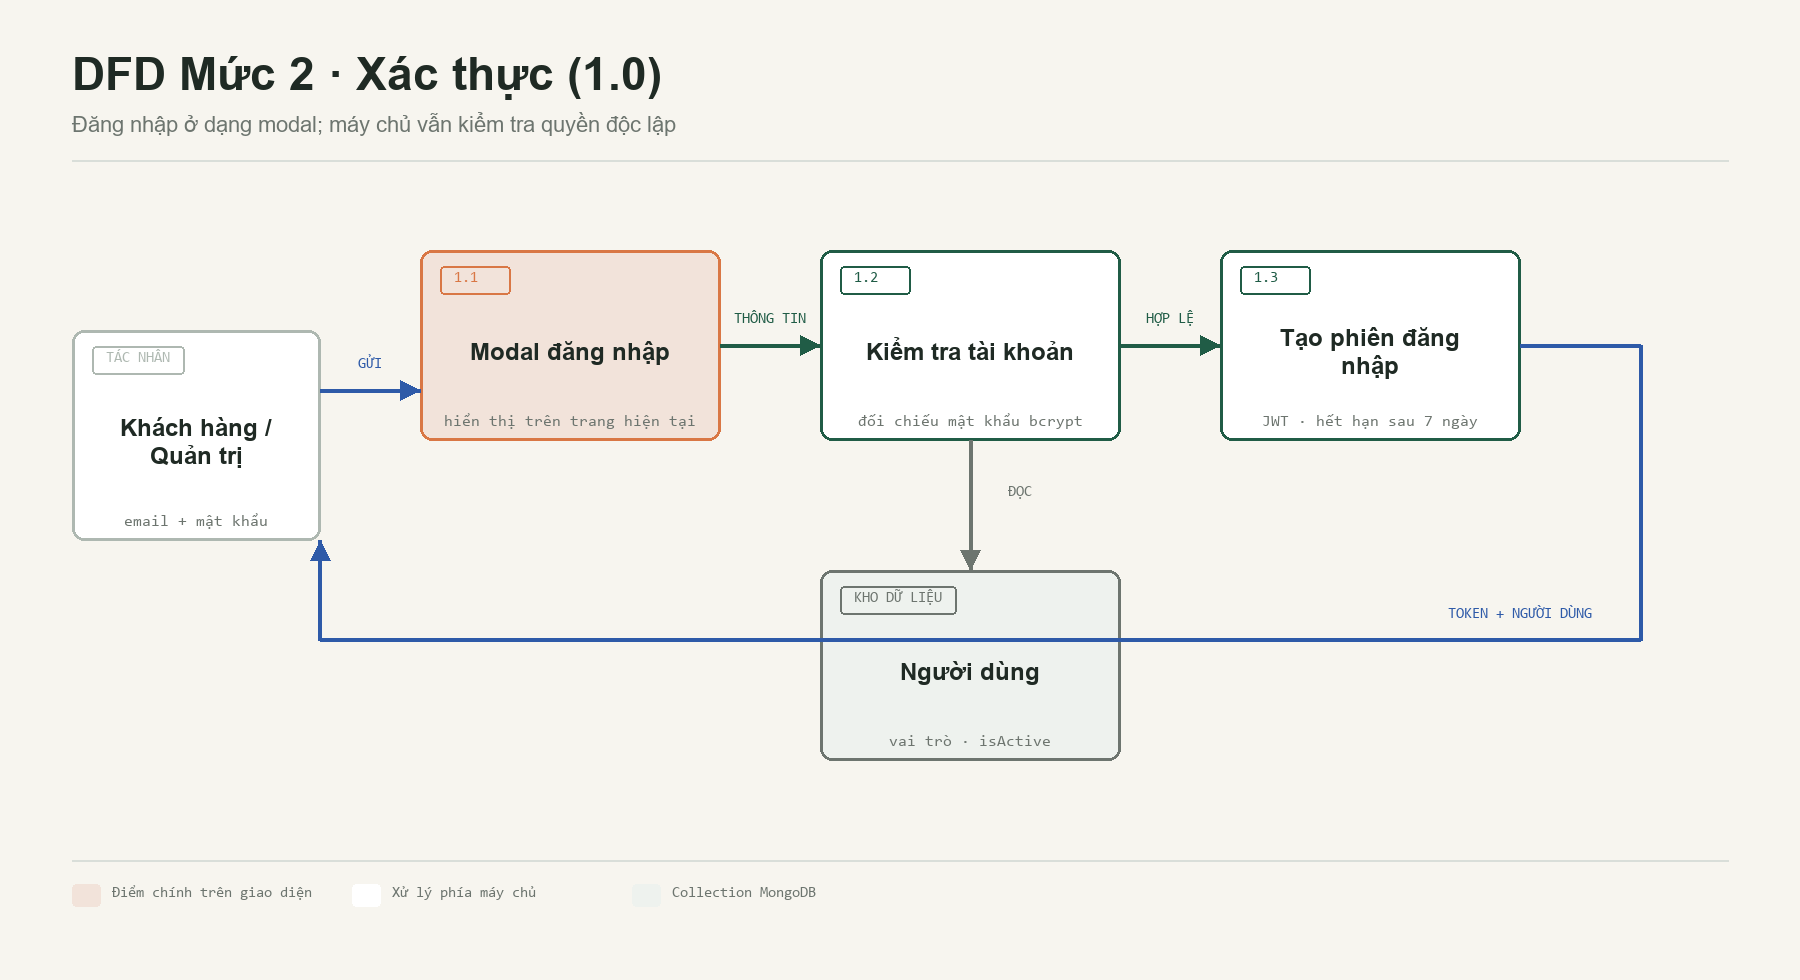 DFD Mức 2 · Xác thực (1.0)
Đăng nhập ở dạng modal; máy chủ vẫn kiểm tra quyền độc lập
TÁC NHÂN
Khách hàng /
Quản trị
email + mật khẩu
GỬI
1.1
Modal đăng nhập
hiển thị trên trang hiện tại
THÔNG TIN
1.2
Kiểm tra tài khoản
đối chiếu mật khẩu bcrypt
HỢP LỆ
1.3
Tạo phiên đăng
nhập
JWT · hết hạn sau 7 ngày
ĐỌC
KHO DỮ LIỆU
Người dùng
vai trò · isActive
TOKEN + NGƯỜI DÙNG
Điểm chính trên giao diện
Xử lý phía máy chủ
Collection MongoDB